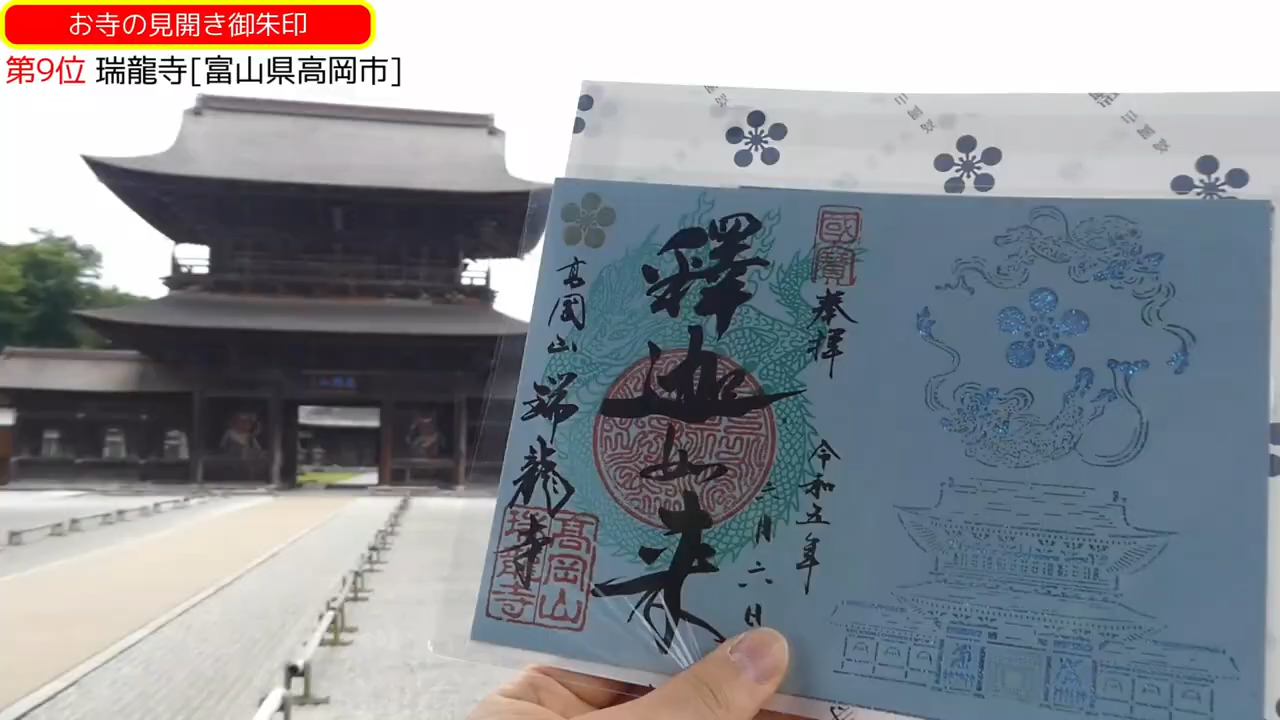 お寺の見開き御朱印
第9位 瑞龍寺[富山県高岡市]
國寶
奉拝
令和五年
六月六日
釋迦如来
高岡山
瑞龍寺
高岡山
瑞龍寺